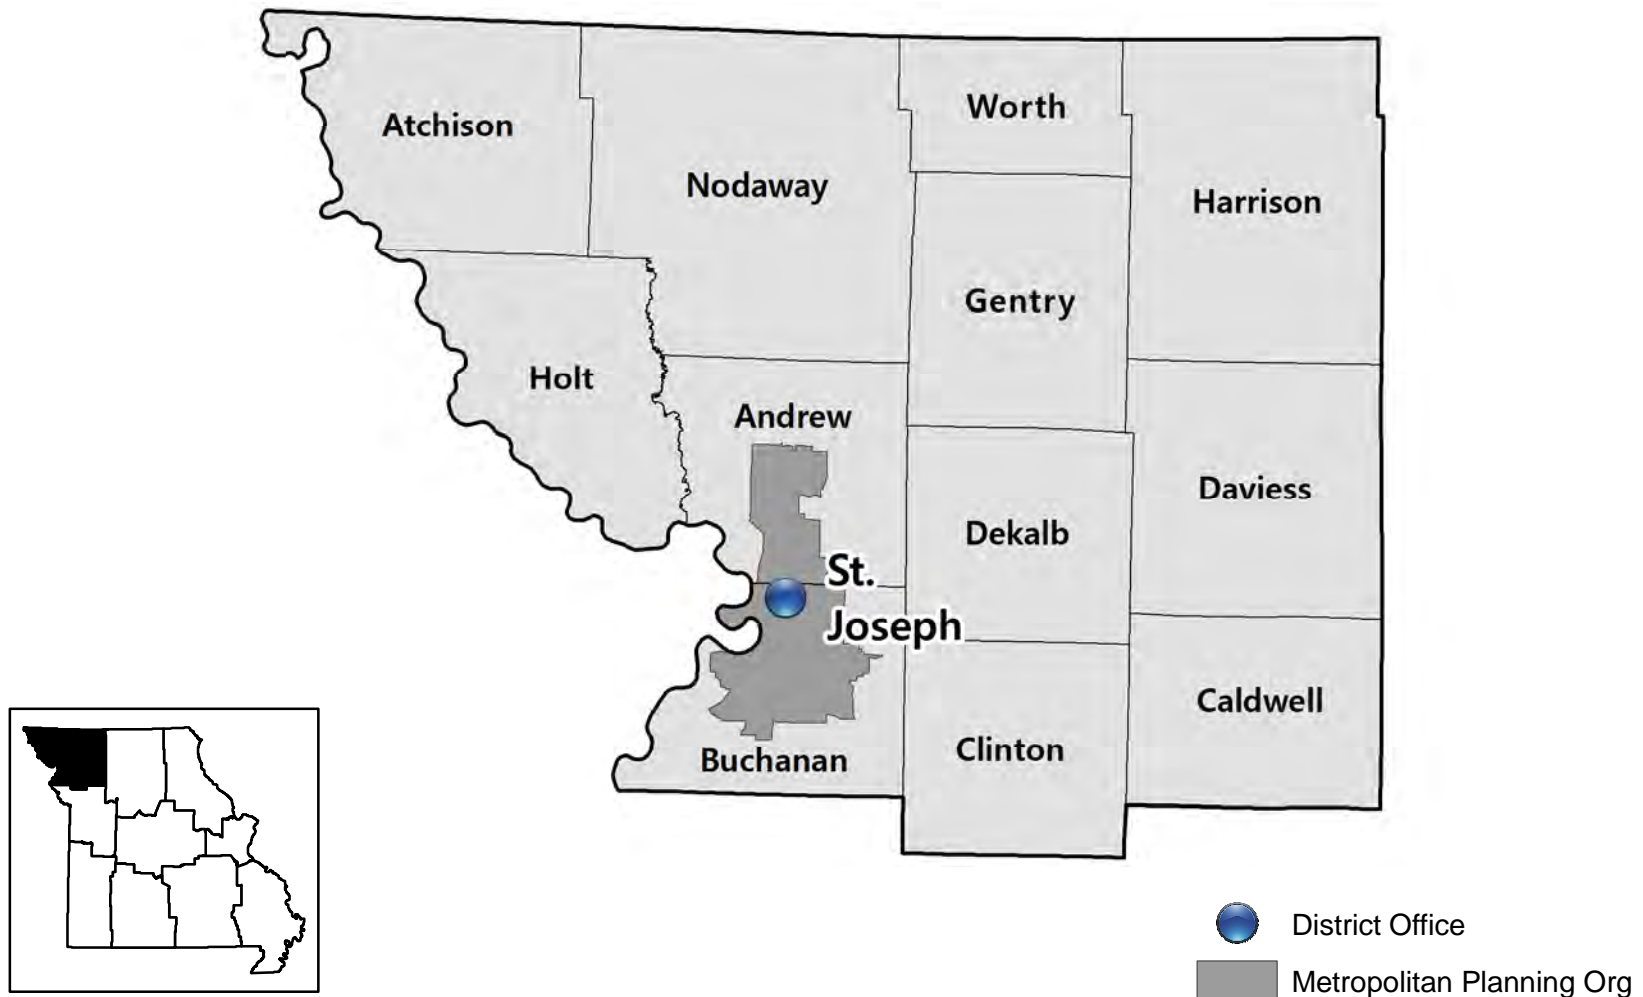 Worth
Atchison
Nodaway
Harrison
Gentry
Holt
Andrew
Daviess
Dekalb
St.
Joseph
Caldwell
Clinton
Buchanan
District Office
Metropolitan Planning Org